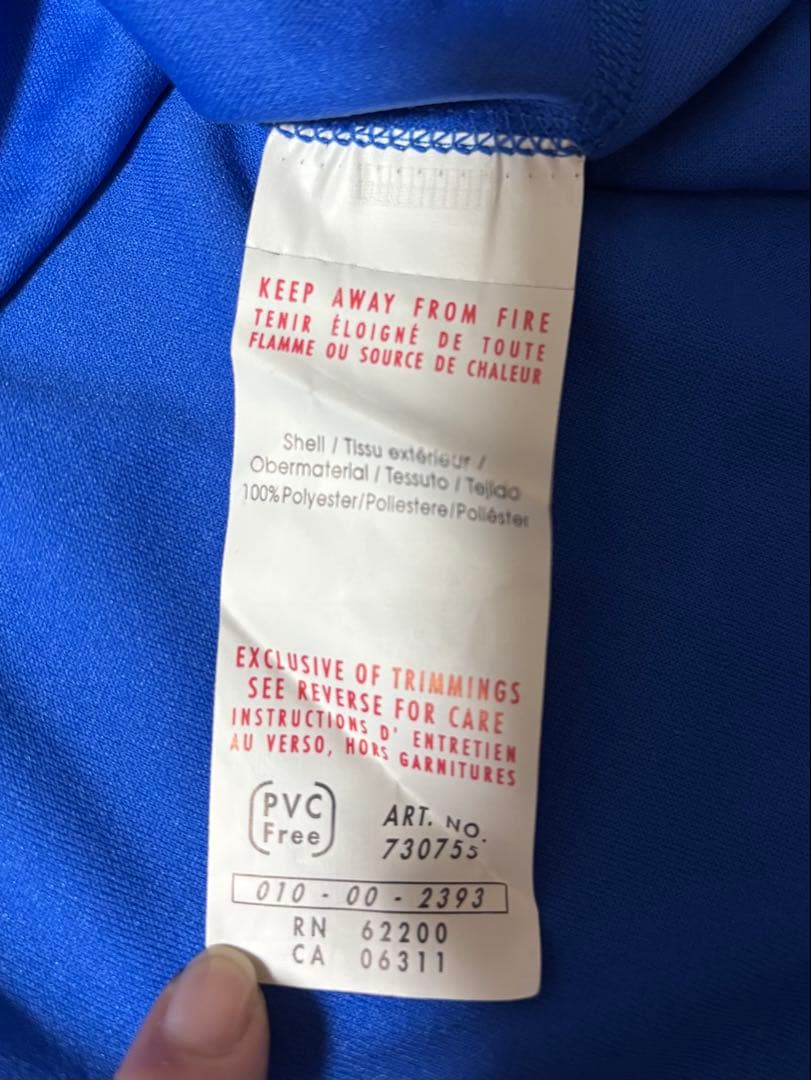 KEEP AWAY FROM FIRE
TENIR ÉLOIGNÉ DE TOUTE
FLAMME OU SOURCE DE CHALEUR
Shell / Tissu extérieur /
Obermaterial / Tessuto / Tejido
100%Polyester/Poliestere/Poliéster
EXCLUSIVE OF TRIMMINGS
SEE REVERSE FOR CARE
INSTRUCTIONS D' ENTRETIEN
AU VERSO, HORS GARNITURES
PVC
Free
ART. NO.
730755
010 - 00 - 2393
RN 62200
CA 06311